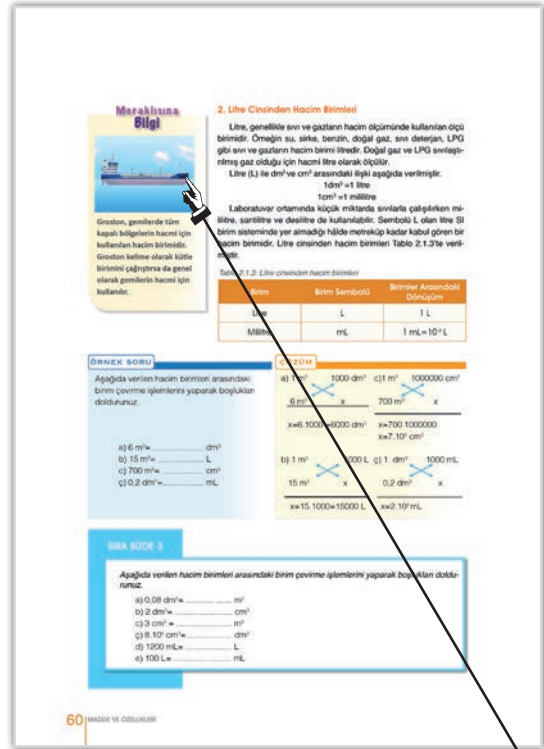 Meraklısına
Bilgi
Groston, gemilerde tüm
kapalı bölgelerin hacmi için
kullanılan hacim birimidir.
Groston kelime olarak kütle
birimini çağrıştırsa da genel
olarak gemilerin hacmi için
kullanılır.
2. Litre Cinsinden Hacim Birimleri
Litre, genellikle sıvı ve gazların hacim ölçümünde kullanılan ölçü
birimidir. Örneğin su, sirke, benzin, doğal gaz, sıvı deterjan, LPG
gibi sıvı ve gazların hacim birimi litredir. Doğal gaz ve LPG sıvılaştı-
rılmış gaz olduğu için hacmi litre olarak ölçülür.
Litre (L) ile dm³ ve cm³ arasındaki ilişki aşağıda verilmiştir.
1dm³ =1 litre
1cm³ =1 mililitre
Laboratuvar ortamında küçük miktarda sıvılarla çalışılırken mi-
lilitre, santilitre ve desilitre de kullanılabilir. Sembolü L olan litre SI
birim sisteminde yer almadığı hâlde metreküp kadar kabul gören bir
hacim birimidir. Litre cinsinden hacim birimleri Tablo 2.1.3'te veril-
miştir.
Tablo 2.1.3: Litre cinsinden hacim birimleri
Birim Birim Sembolü Birimler Arasındaki
Dönüşüm
Litre L 1 L
Mililitre mL 1 mL=10⁻³ L
ÖRNEK SORU
Aşağıda verilen hacim birimleri arasındaki
birim çevirme işlemlerini yaparak boşlukları
doldurunuz.
a) 6 m³= ................ dm³
b) 15 m³= ................ L
c) 700 m³= ................ cm³
ç) 0,2 dm³= ................ mL
ÇÖZÜM
a) 1 m³ 1000 dm³
6 m³ x
x=6.1000=6000 dm³
c)1 m³ 1000000 cm³
700 m³ x
x=700.1000000
x=7.10⁸ cm³
b) 1 m³ 1000 L
15 m³ x
x=15.1000=15000 L
ç) 1 dm³ 1000 mL
0,2 dm³ x
x=2.10² mL
SIRA SİZDE 3
Aşağıda verilen hacim birimleri arasındaki birim çevirme işlemlerini yaparak boşlukları doldu-
runuz.
a) 0,08 dm³= ................ m³
b) 2 dm³= ................ cm³
c) 3 cm³ = ................ m³
ç) cm³= ................ dm³
d) 1200 mL= ................ L
e) 100 L= ................ mL
60 MADDE VE ÖZELLİKLERİ